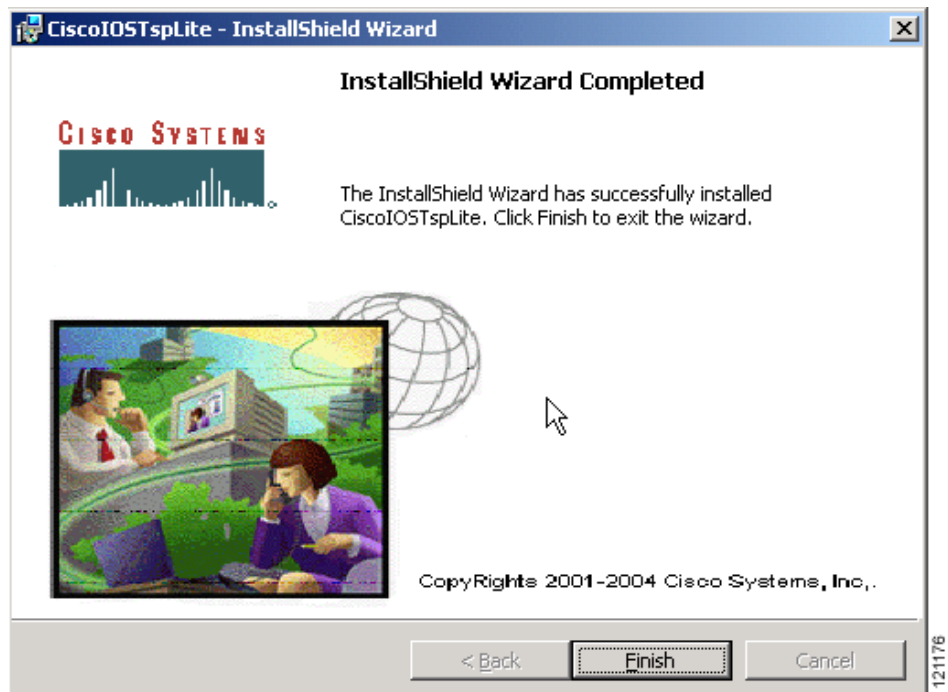 CiscoIOSTspLite - InstallShield Wizard
InstallShield Wizard Completed
CISCO SYSTEMS
The InstallShield Wizard has successfully installed
CiscoIOSTspLite. Click Finish to exit the wizard.
CopyRights 2001-2004 Cisco Systems, Inc,.
< Back
Finish
Cancel
121176